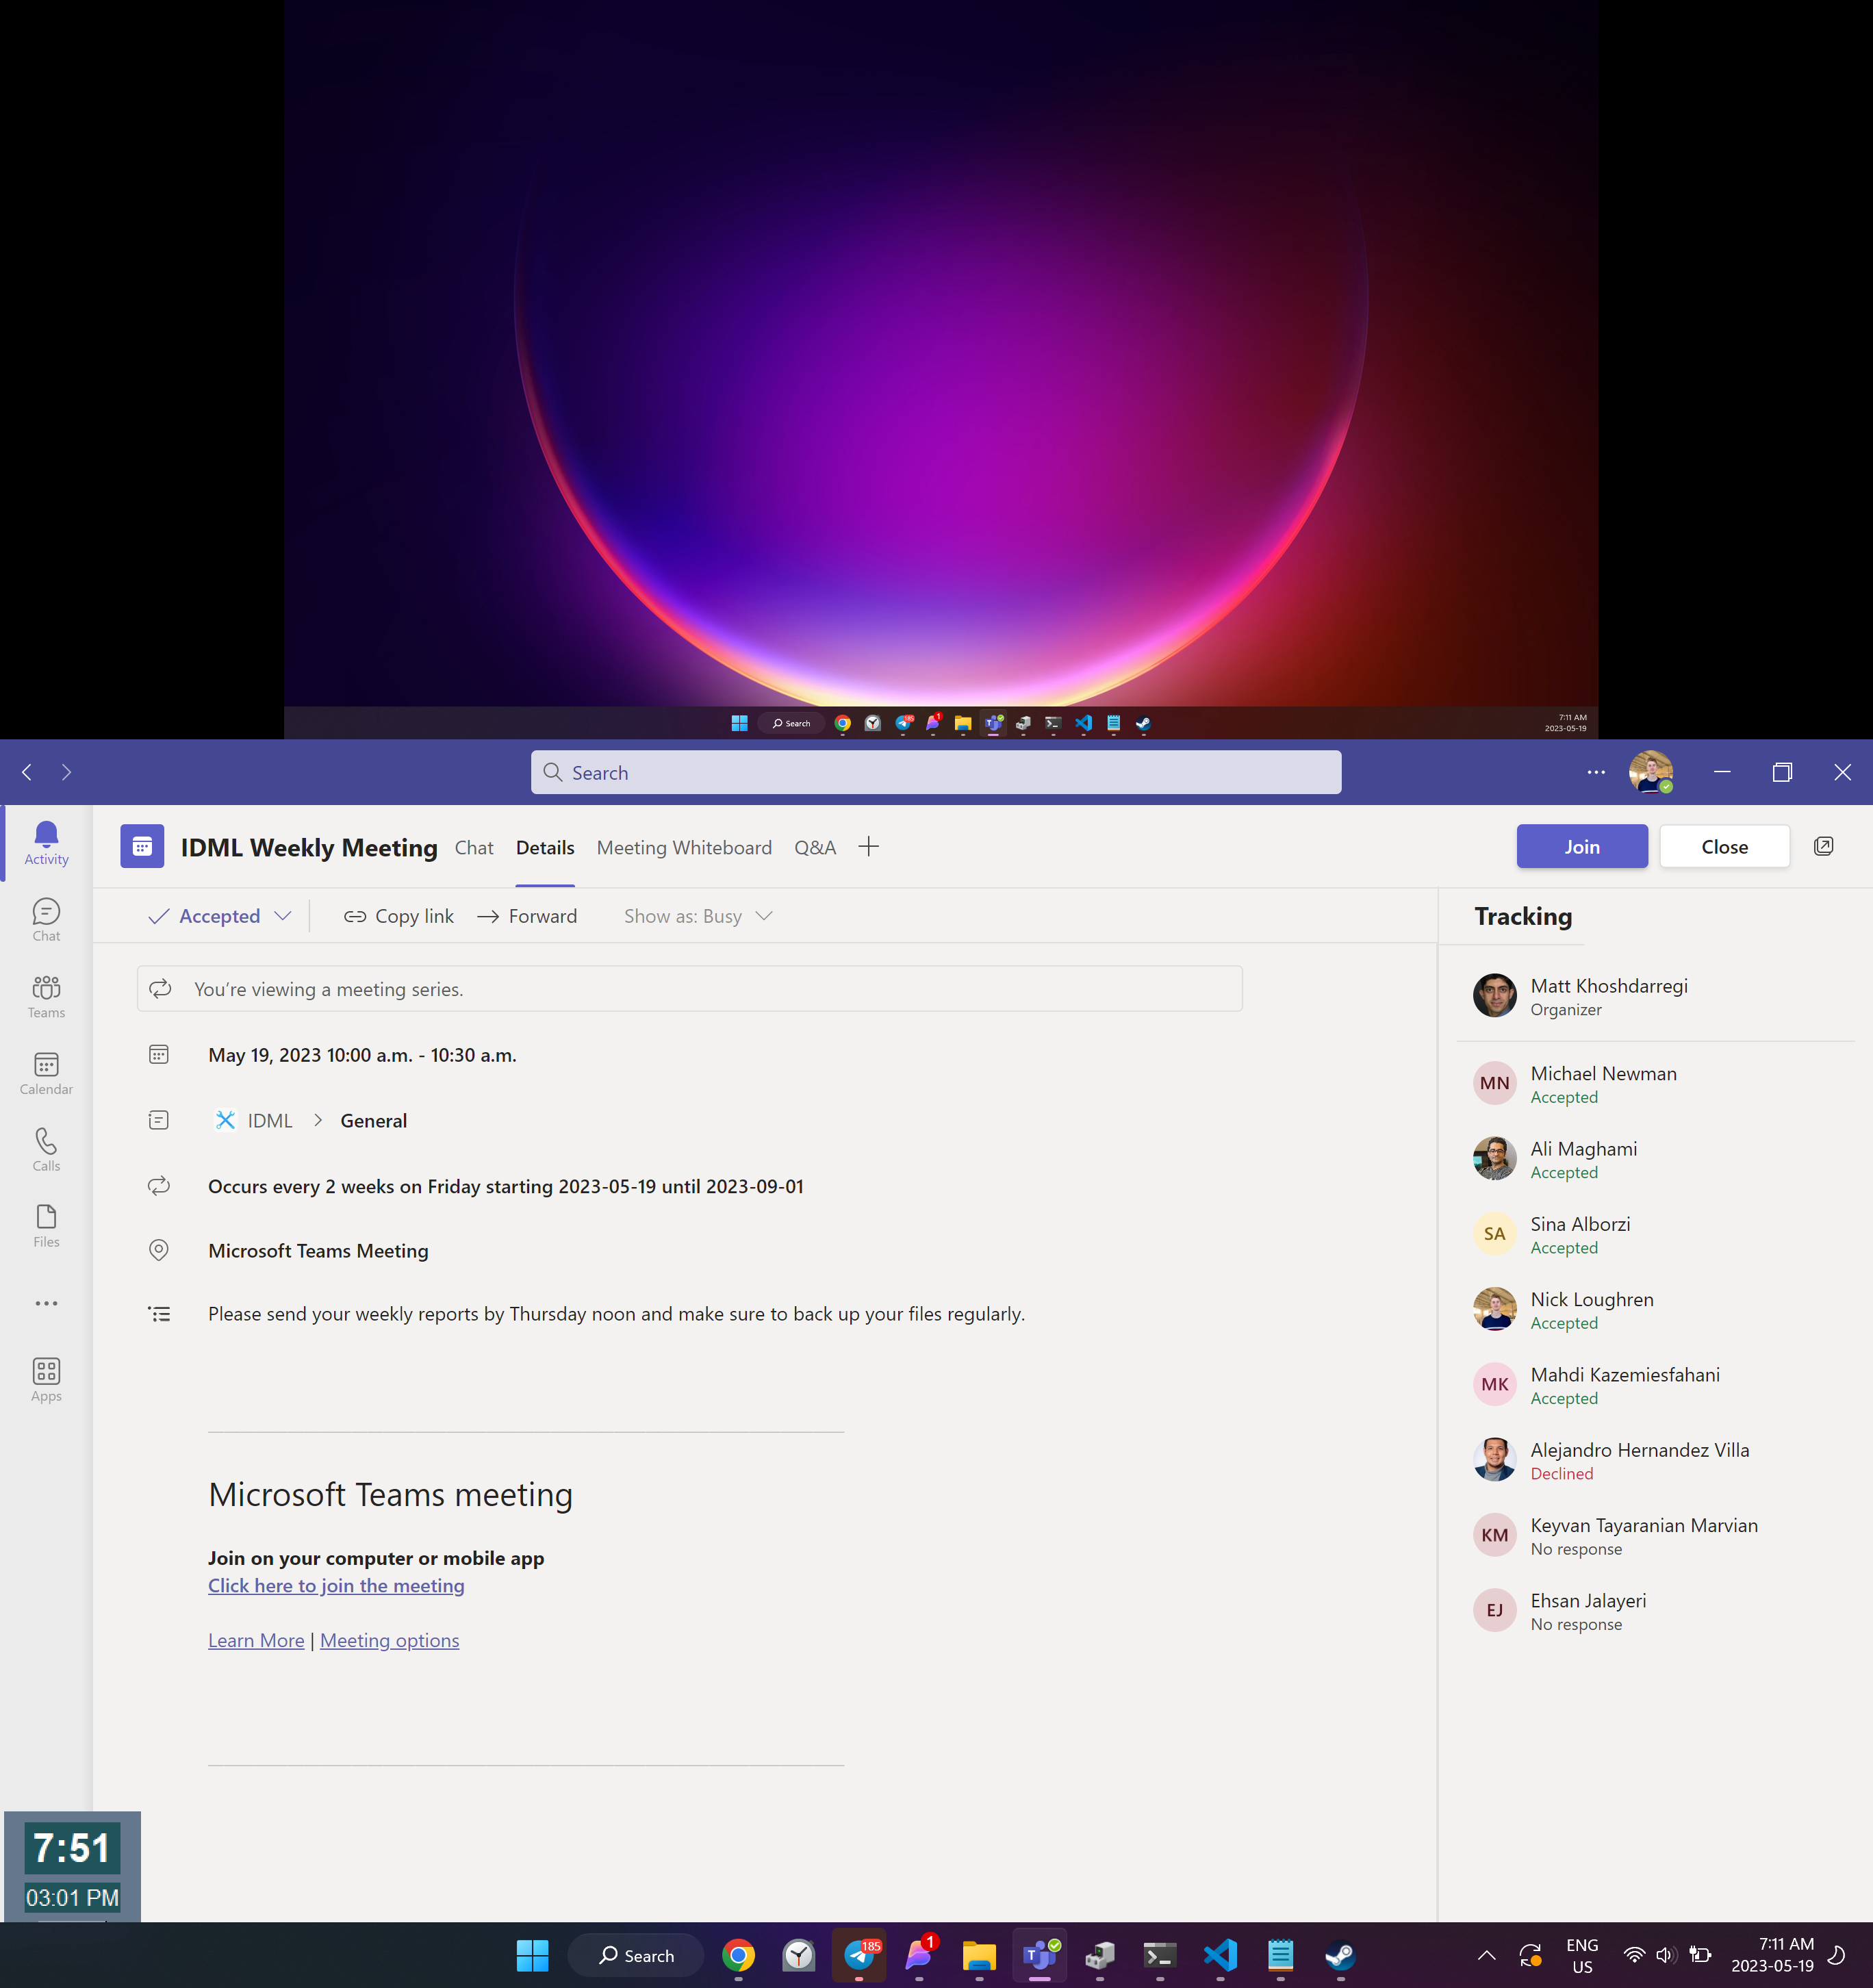 Search
185
1
7:11 AM
2023-05-19
Search
Activity
Chat
Teams
Calendar
Calls
Files
Apps
IDML Weekly Meeting Chat Details Meeting Whiteboard Q&A
Join Close
Accepted Copy link Forward Show as: Busy
You're viewing a meeting series.
May 19, 2023 10:00 a.m. - 10:30 a.m.
IDML > General
Occurs every 2 weeks on Friday starting 2023-05-19 until 2023-09-01
Microsoft Teams Meeting
Please send your weekly reports by Thursday noon and make sure to back up your files regularly.
Microsoft Teams meeting
Join on your computer or mobile app
Click here to join the meeting
Learn More | Meeting options
Tracking
Matt Khoshdarregi
Organizer
MN
Michael Newman
Accepted
Ali Maghami
Accepted
SA
Sina Alborzi
Accepted
Nick Loughren
Accepted
MK
Mahdi Kazemiesfahani
Accepted
Alejandro Hernandez Villa
Declined
KM
Keyvan Tayaranian Marvian
No response
EJ
Ehsan Jalayeri
No response
7:51
03:01 PM
Search
185
1
ENG
US
7:11 AM
2023-05-19